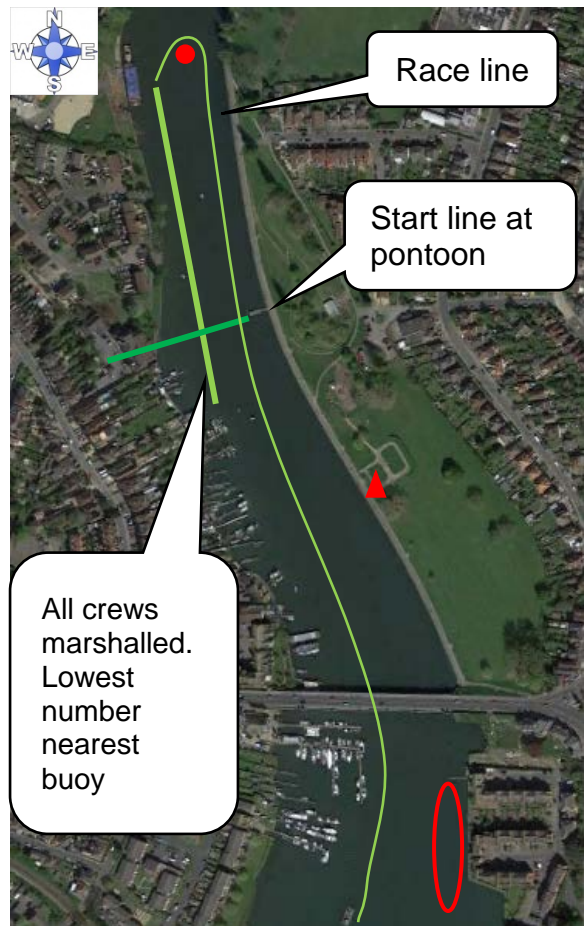 N
W E
S
Race line
Start line at
pontoon
All crews
marshalled.
Lowest
number
nearest
buoy